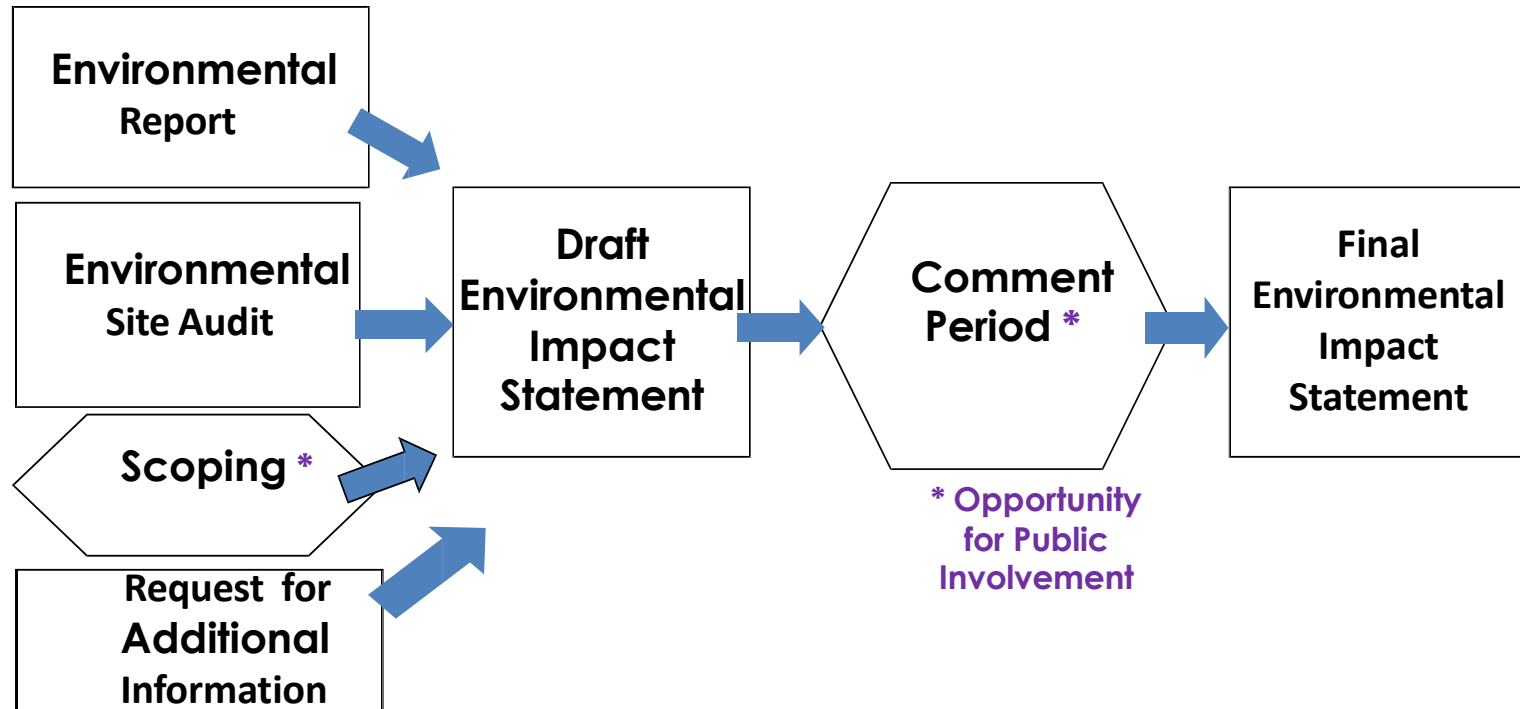 Environmental
Report
Environmental
Site Audit
Scoping *
Request for
Additional
Information
Draft
Environmental
Impact
Statement
Comment
Period *
* Opportunity
for Public
Involvement
Final
Environmental
Impact
Statement